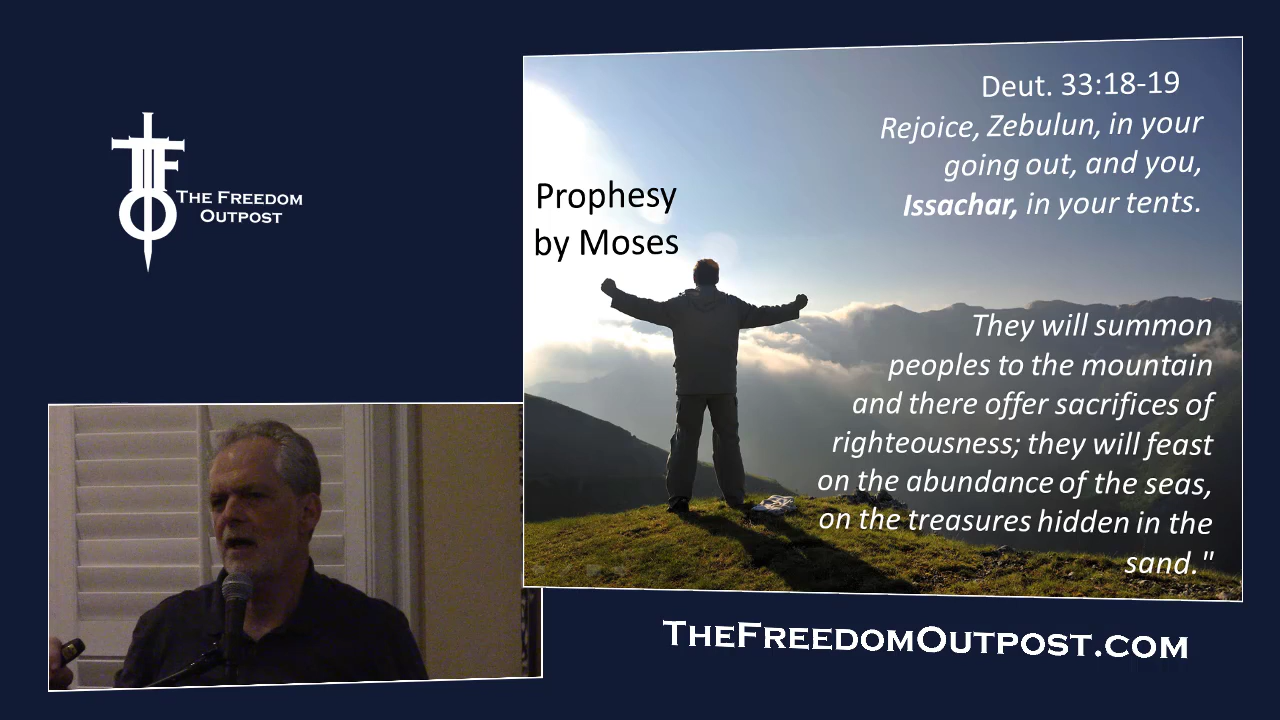 The Freedom
Outpost
Prophesy
by Moses
Deut. 33:18-19
Rejoice, Zebulun, in your
going out, and you,
Issachar, in your tents.
They will summon
peoples to the mountain
and there offer sacrifices of
righteousness; they will feast
on the abundance of the seas,
on the treasures hidden in the
sand."
TheFreedomOutpost.com